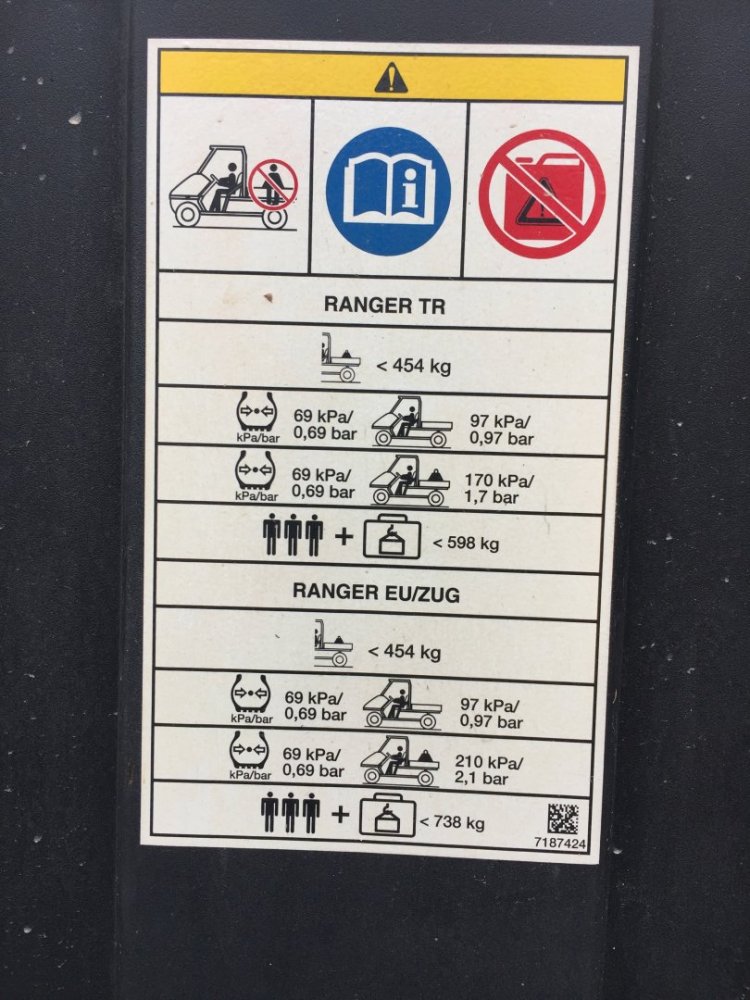 RANGER TR
< 454 kg
69 kPa/ 97 kPa/
0,69 bar 0,97 bar
kPa/bar
69 kPa/ 170 kPa/
0,69 bar 1,7 bar
kPa/bar
+ < 598 kg
RANGER EU/ZUG
< 454 kg
69 kPa/ 97 kPa/
0,69 bar 0,97 bar
kPa/bar
69 kPa/ 210 kPa/
0,69 bar 2,1 bar
kPa/bar
+ < 738 kg
7187424